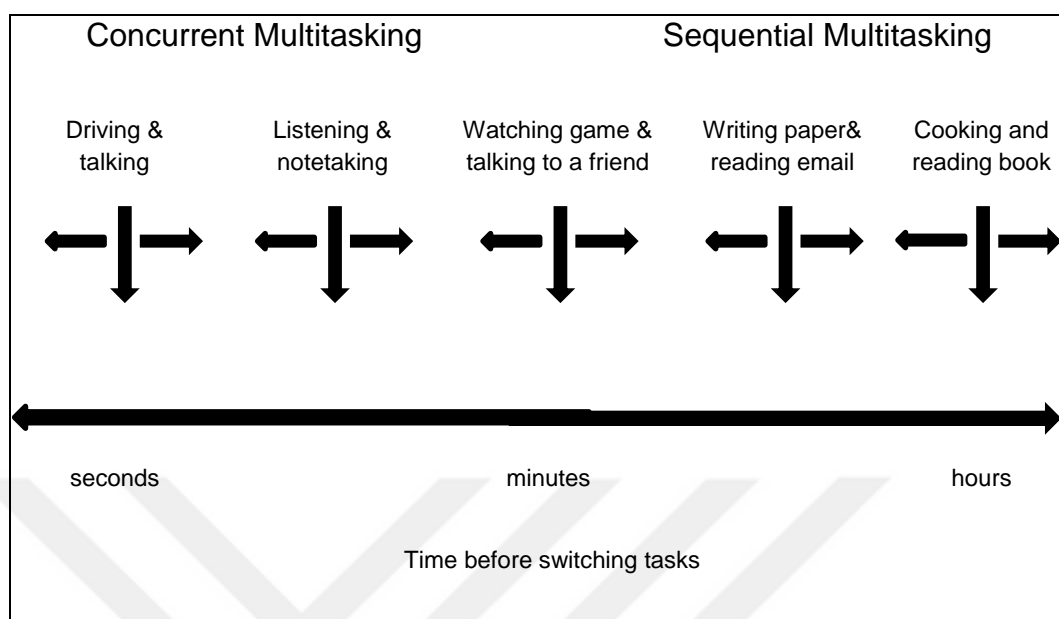 Concurrent Multitasking
Sequential Multitasking
Driving &
talking
Listening &
notetaking
Watching game &
talking to a friend
Writing paper&
reading email
Cooking and
reading book
seconds
minutes
hours
Time before switching tasks